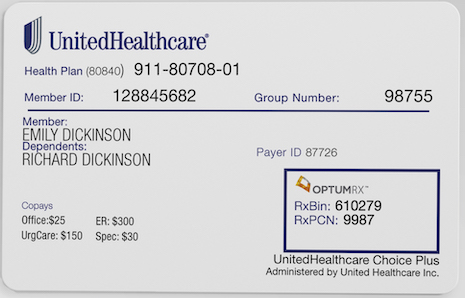 UnitedHealthcare®
Health Plan (80840) 911-80708-01
Member ID: 128845682 Group Number: 98755
Member:
EMILY DICKINSON
Dependents:
RICHARD DICKINSON
Payer ID 87726
OPTUMRX™
RxBin: 610279
RxPCN: 9987
Copays
Office:$25 ER: $300
UrgCare: $150 Spec: $30
UnitedHealthcare Choice Plus
Administered by United Healthcare Inc.